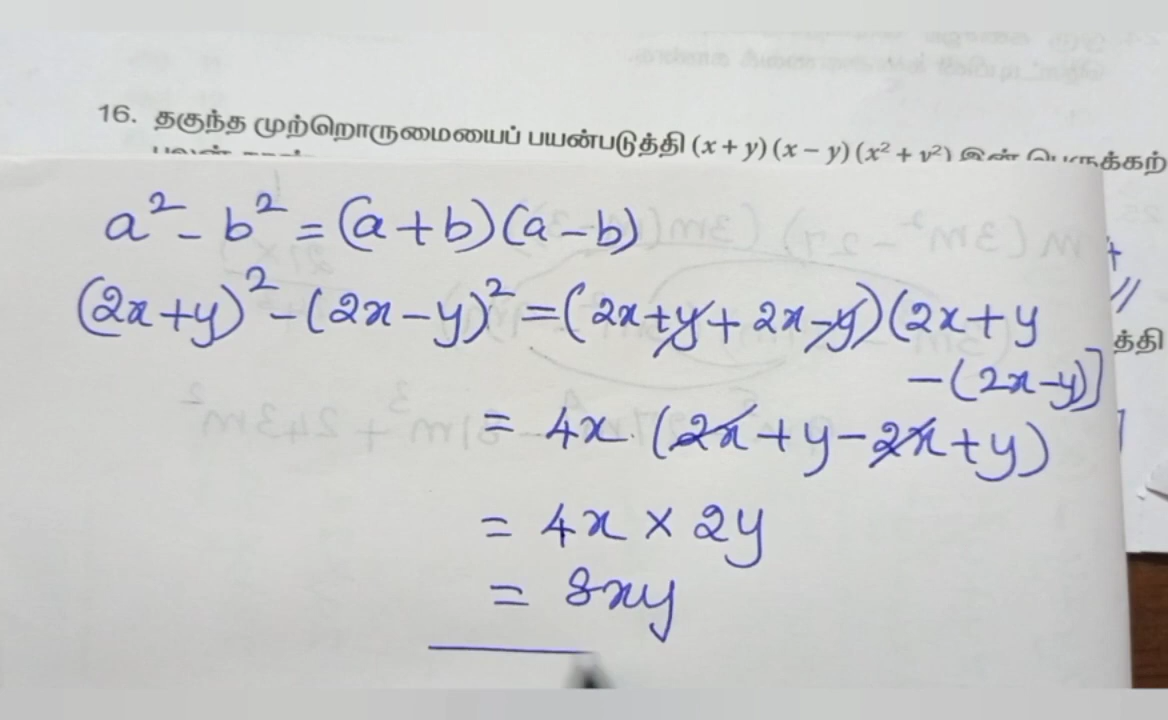 16. தகுந்த முற்றொருமையைப் பயன்படுத்தி (x + y) (x − y) (x² + y²) இன் பெருக்கற்
a² - b² = (a+b)(a-b)
(2x+y)² - (2x-y)² = (2x+y+2x-y)(2x+y
-(2x-y)]
= 4x. (2x+y-2x+y)
த்தி
= 4x × 2y
= 8xy